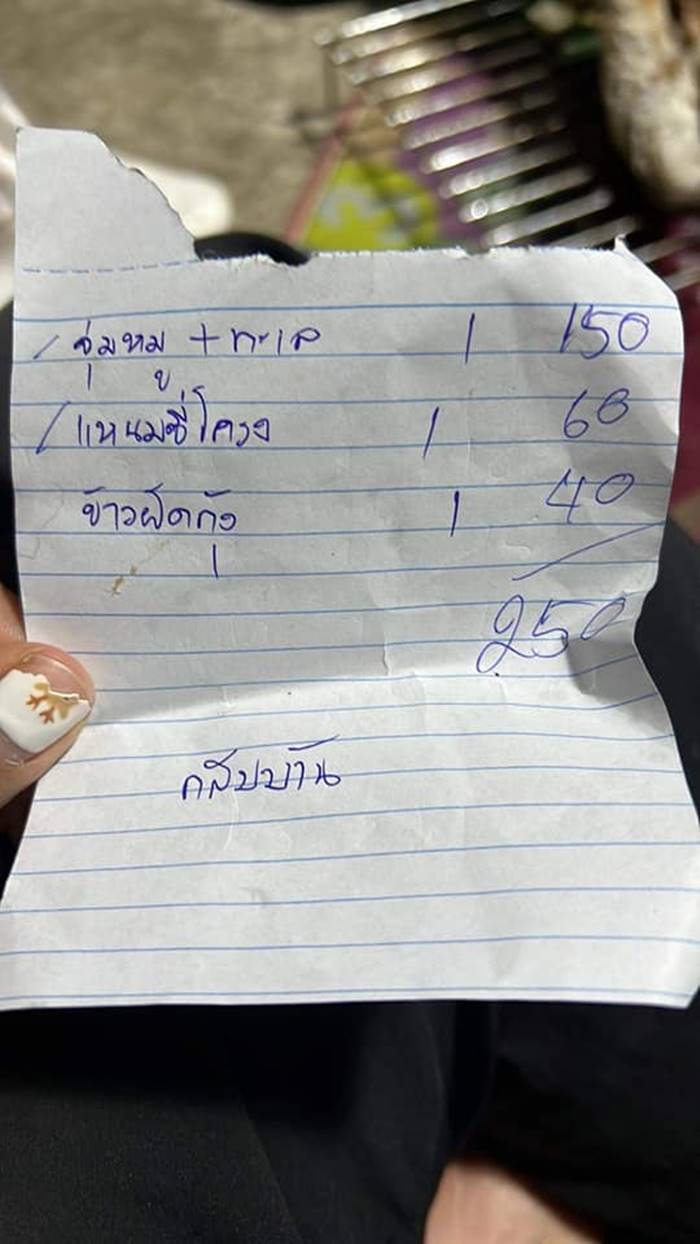 / จุ่มหมู + ทะเล 1 150
/ แหนมซี่โครง 1 60
ข้าวผัดกุ้ง 1 40
250
กลับบ้าน